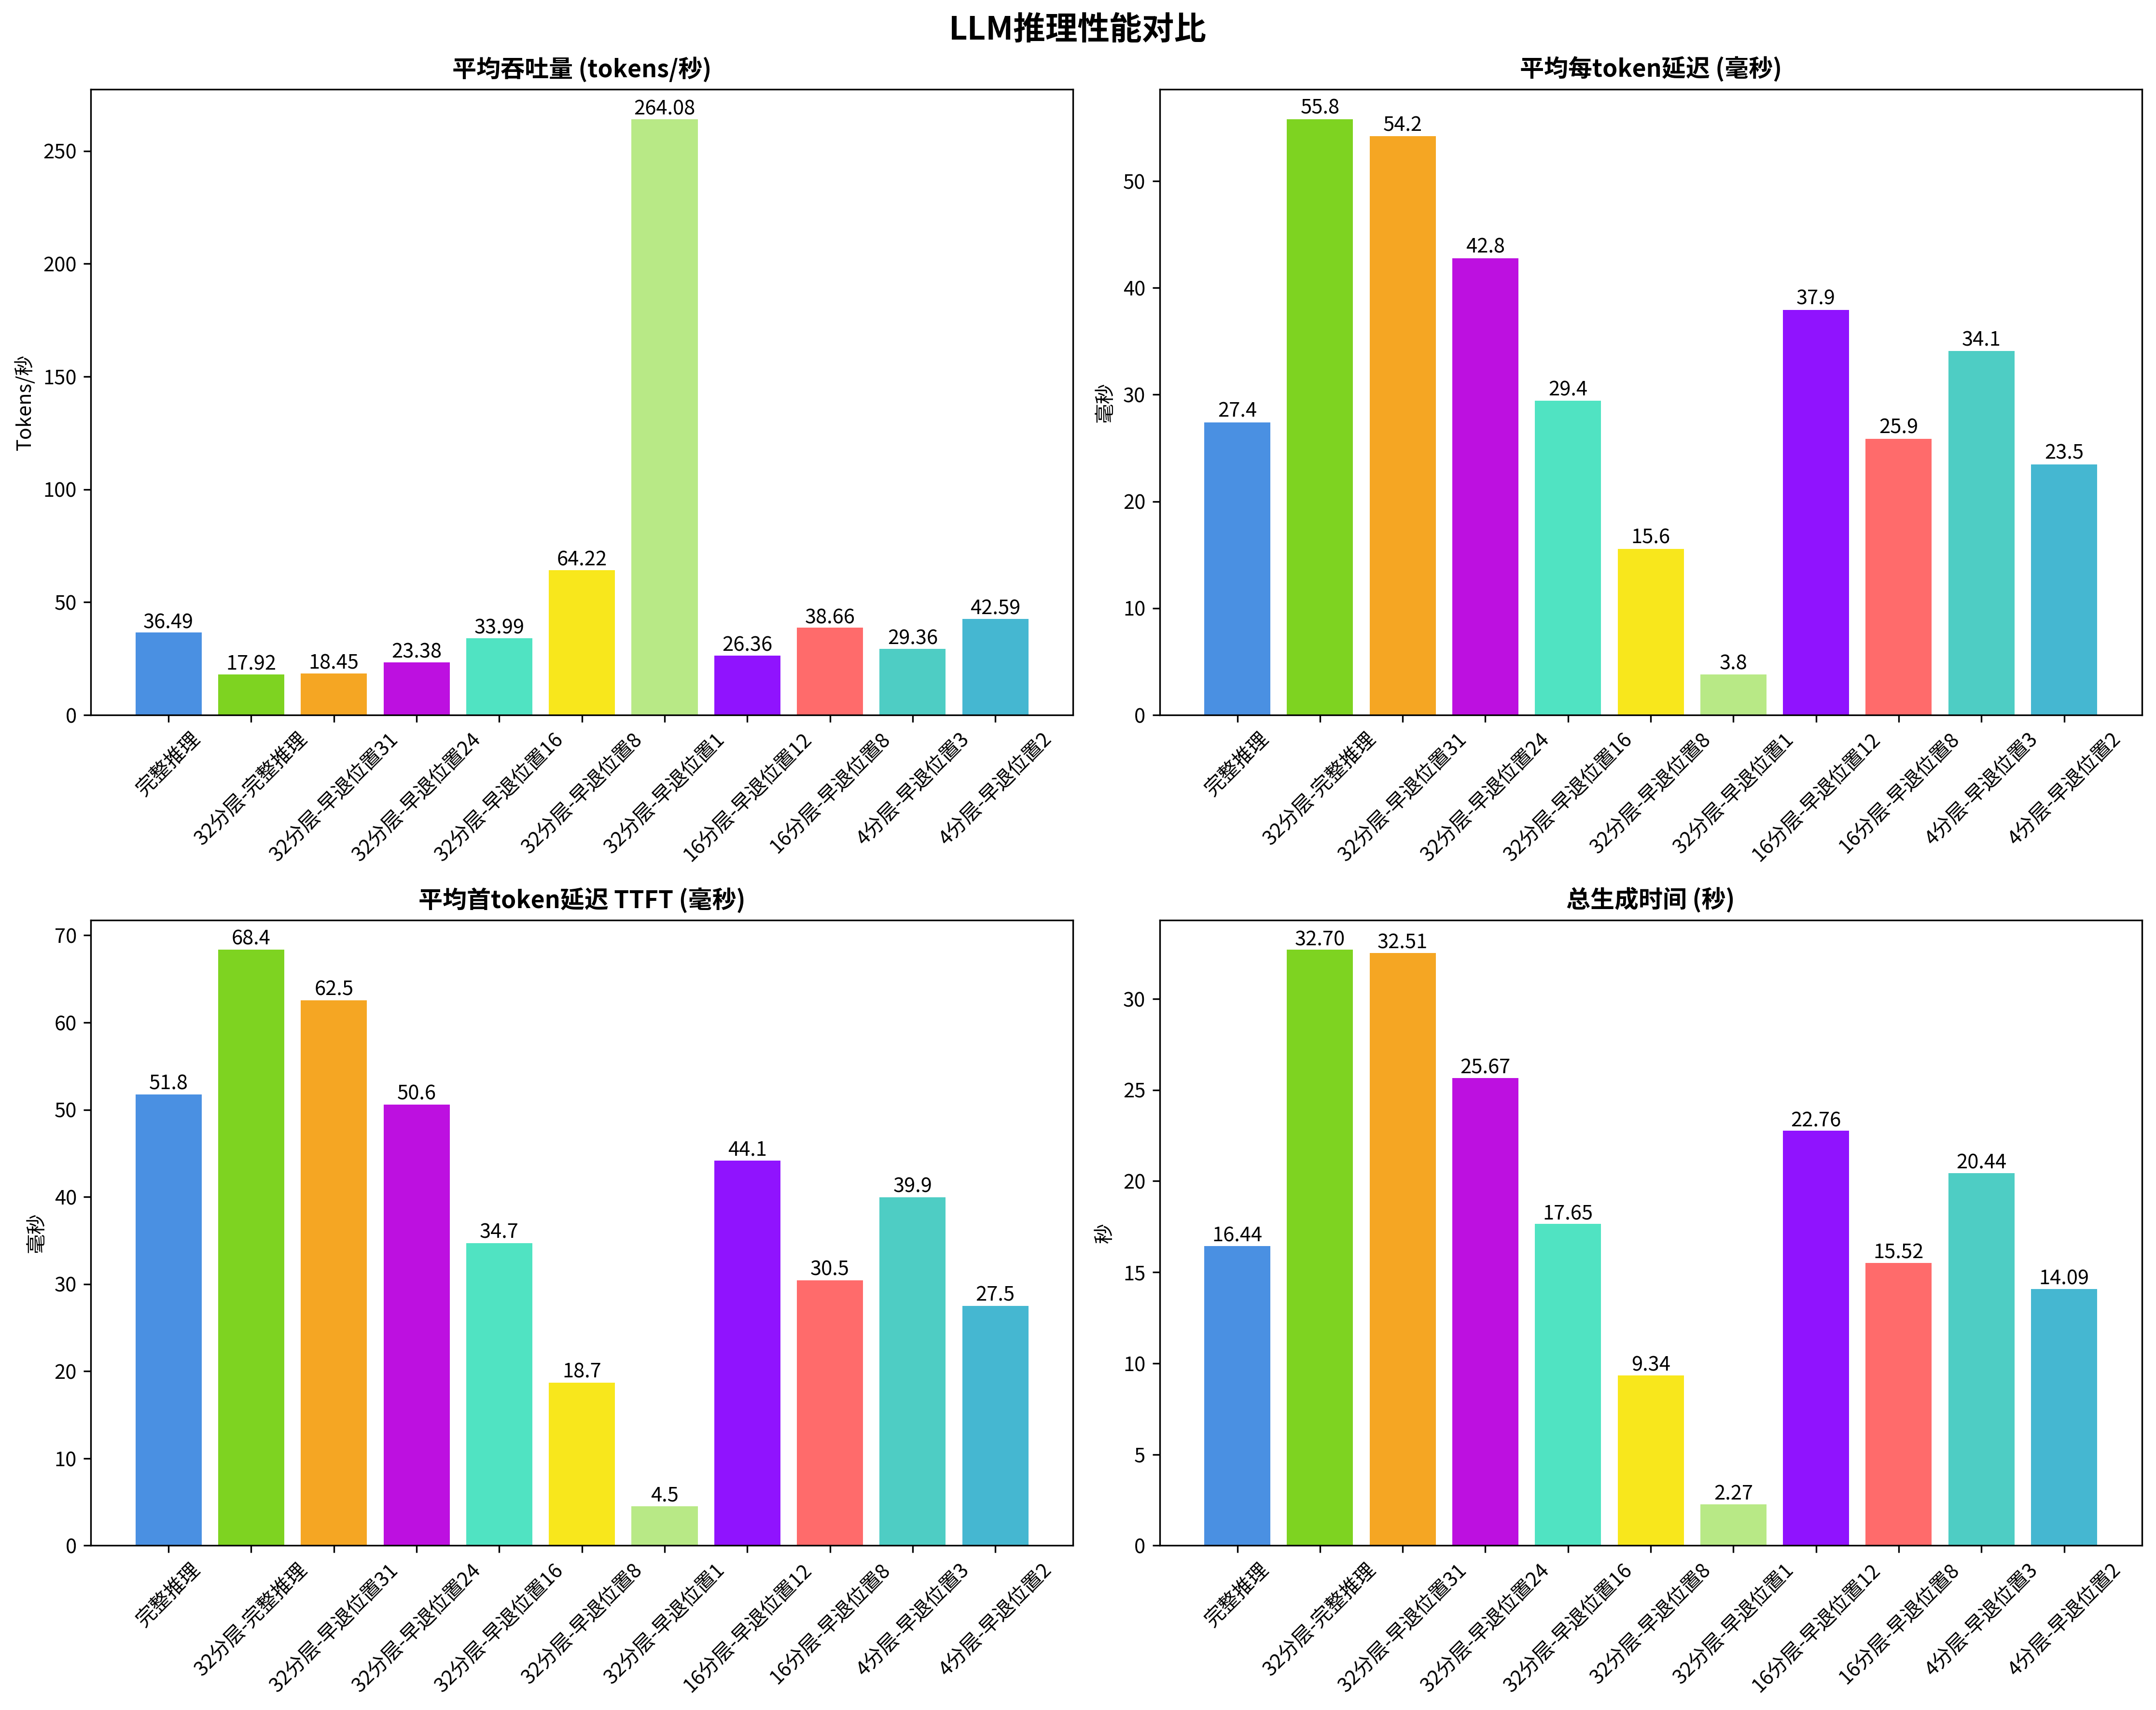 LLM推理性能对比
平均吞吐量 (tokens/秒)
Tokens/秒
250
200
150
100
50
0
36.49
17.92
18.45
23.38
33.99
64.22
264.08
26.36
38.66
29.36
42.59
完整推理
32分层-完整推理
32分层-早退位置31
32分层-早退位置24
32分层-早退位置16
32分层-早退位置8
32分层-早退位置1
16分层-早退位置12
16分层-早退位置8
4分层-早退位置3
4分层-早退位置2
平均每token延迟 (毫秒)
毫秒
50
40
30
20
10
0
27.4
55.8
54.2
42.8
29.4
15.6
3.8
37.9
25.9
34.1
23.5
完整推理
32分层-完整推理
32分层-早退位置31
32分层-早退位置24
32分层-早退位置16
32分层-早退位置8
32分层-早退位置1
16分层-早退位置12
16分层-早退位置8
4分层-早退位置3
4分层-早退位置2
平均首token延迟 TTFT (毫秒)
毫秒
70
60
50
40
30
20
10
0
51.8
68.4
62.5
50.6
34.7
18.7
4.5
44.1
30.5
39.9
27.5
完整推理
32分层-完整推理
32分层-早退位置31
32分层-早退位置24
32分层-早退位置16
32分层-早退位置8
32分层-早退位置1
16分层-早退位置12
16分层-早退位置8
4分层-早退位置3
4分层-早退位置2
总生成时间 (秒)
秒
30
25
20
15
10
5
0
16.44
32.70
32.51
25.67
17.65
9.34
2.27
22.76
15.52
20.44
14.09
完整推理
32分层-完整推理
32分层-早退位置31
32分层-早退位置24
32分层-早退位置16
32分层-早退位置8
32分层-早退位置1
16分层-早退位置12
16分层-早退位置8
4分层-早退位置3
4分层-早退位置2